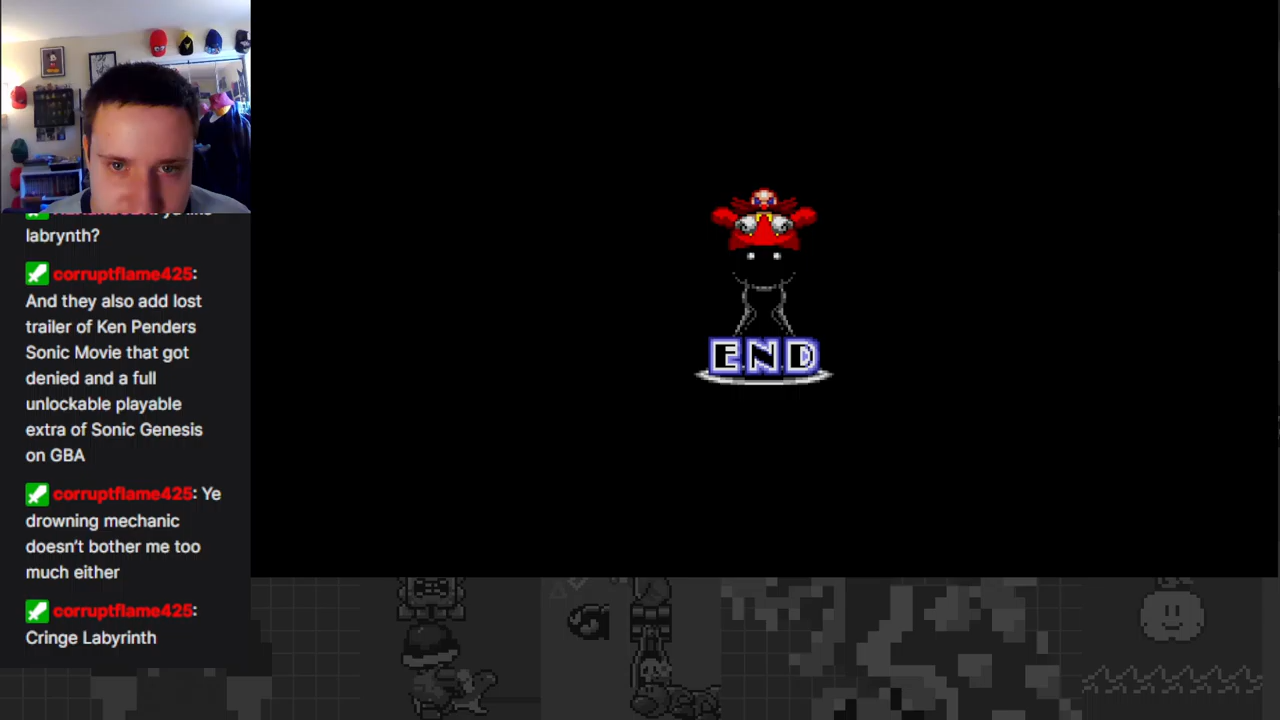 labrynth?
corruptflame425:
And they also add lost
trailer of Ken Penders
Sonic Movie that got
denied and a full
unlockable playable
extra of Sonic Genesis
on GBA
corruptflame425: Ye
drowning mechanic
doesn't bother me too
much either
corruptflame425:
Cringe Labyrinth
END